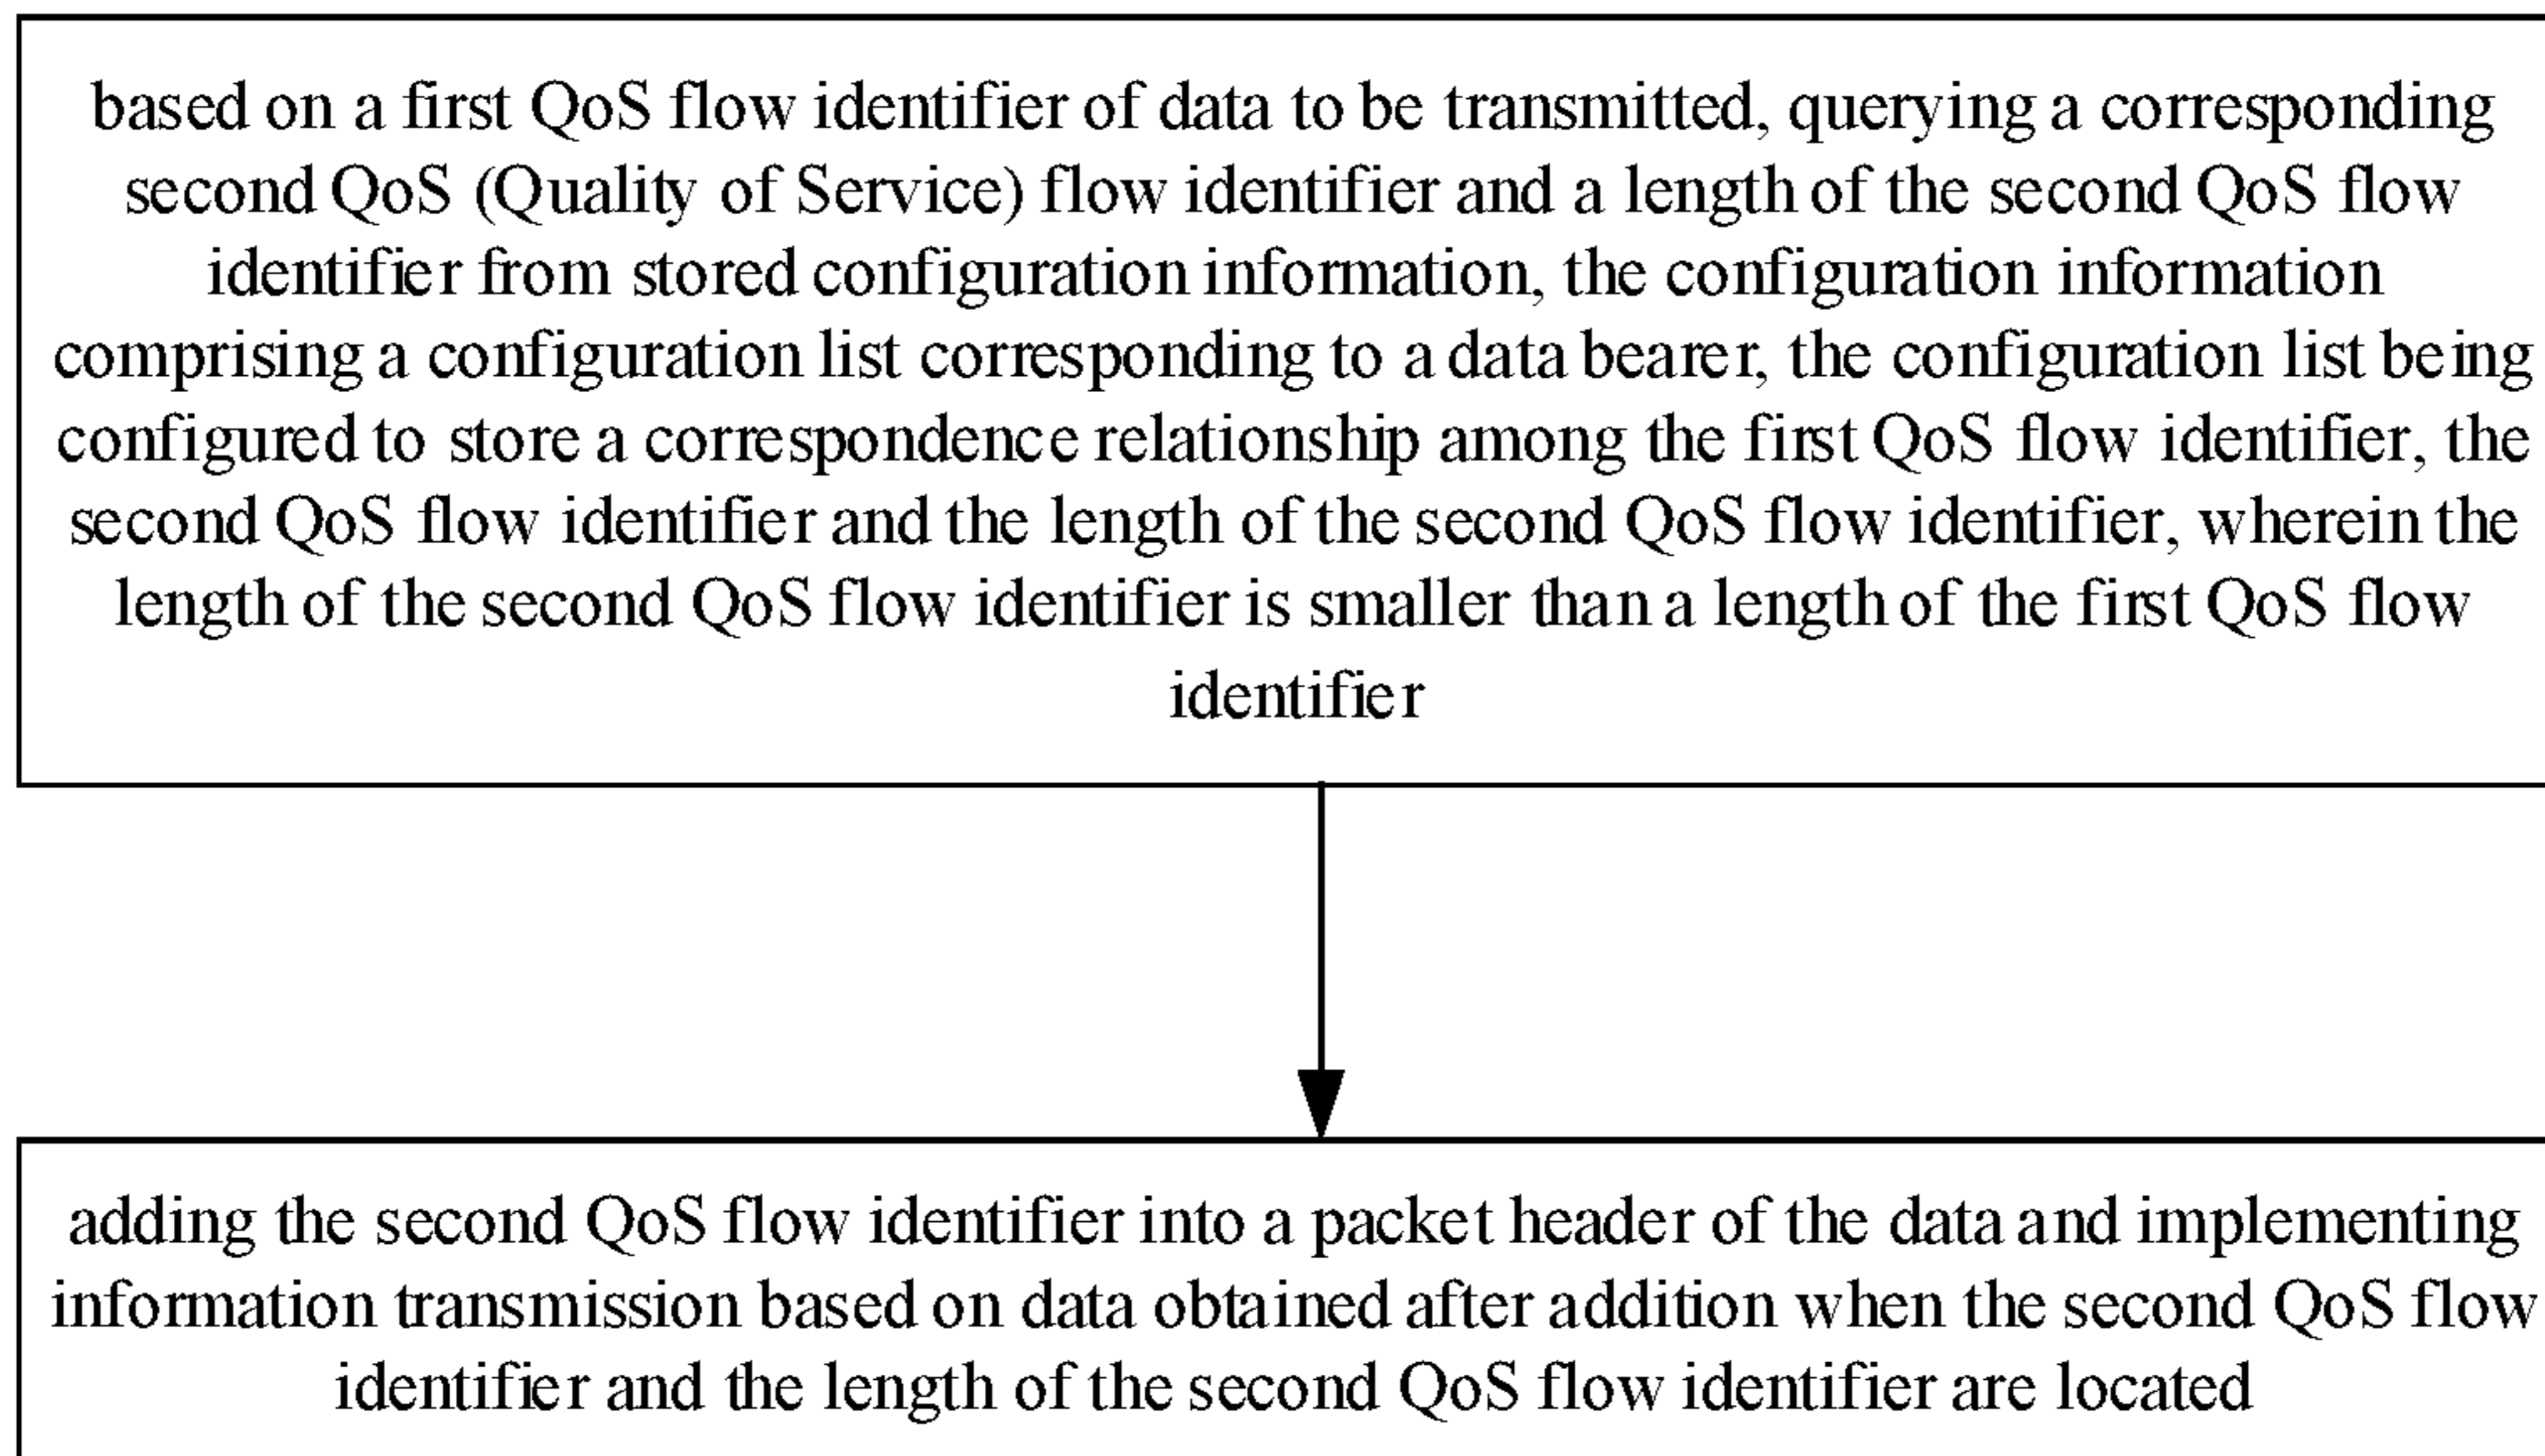 based on a first QoS flow identifier of data to be transmitted, querying a corresponding
second QoS (Quality of Service) flow identifier and a length of the second QoS flow
identifier from stored configuration information, the configuration information
comprising a configuration list corresponding to a data bearer, the configuration list being
configured to store a correspondence relationship among the first QoS flow identifier, the
second QoS flow identifier and the length of the second QoS flow identifier, wherein the
length of the second QoS flow identifier is smaller than a length of the first QoS flow
identifier
adding the second QoS flow identifier into a packet header of the data and implementing
information transmission based on data obtained after addition when the second QoS flow
identifier and the length of the second QoS flow identifier are located